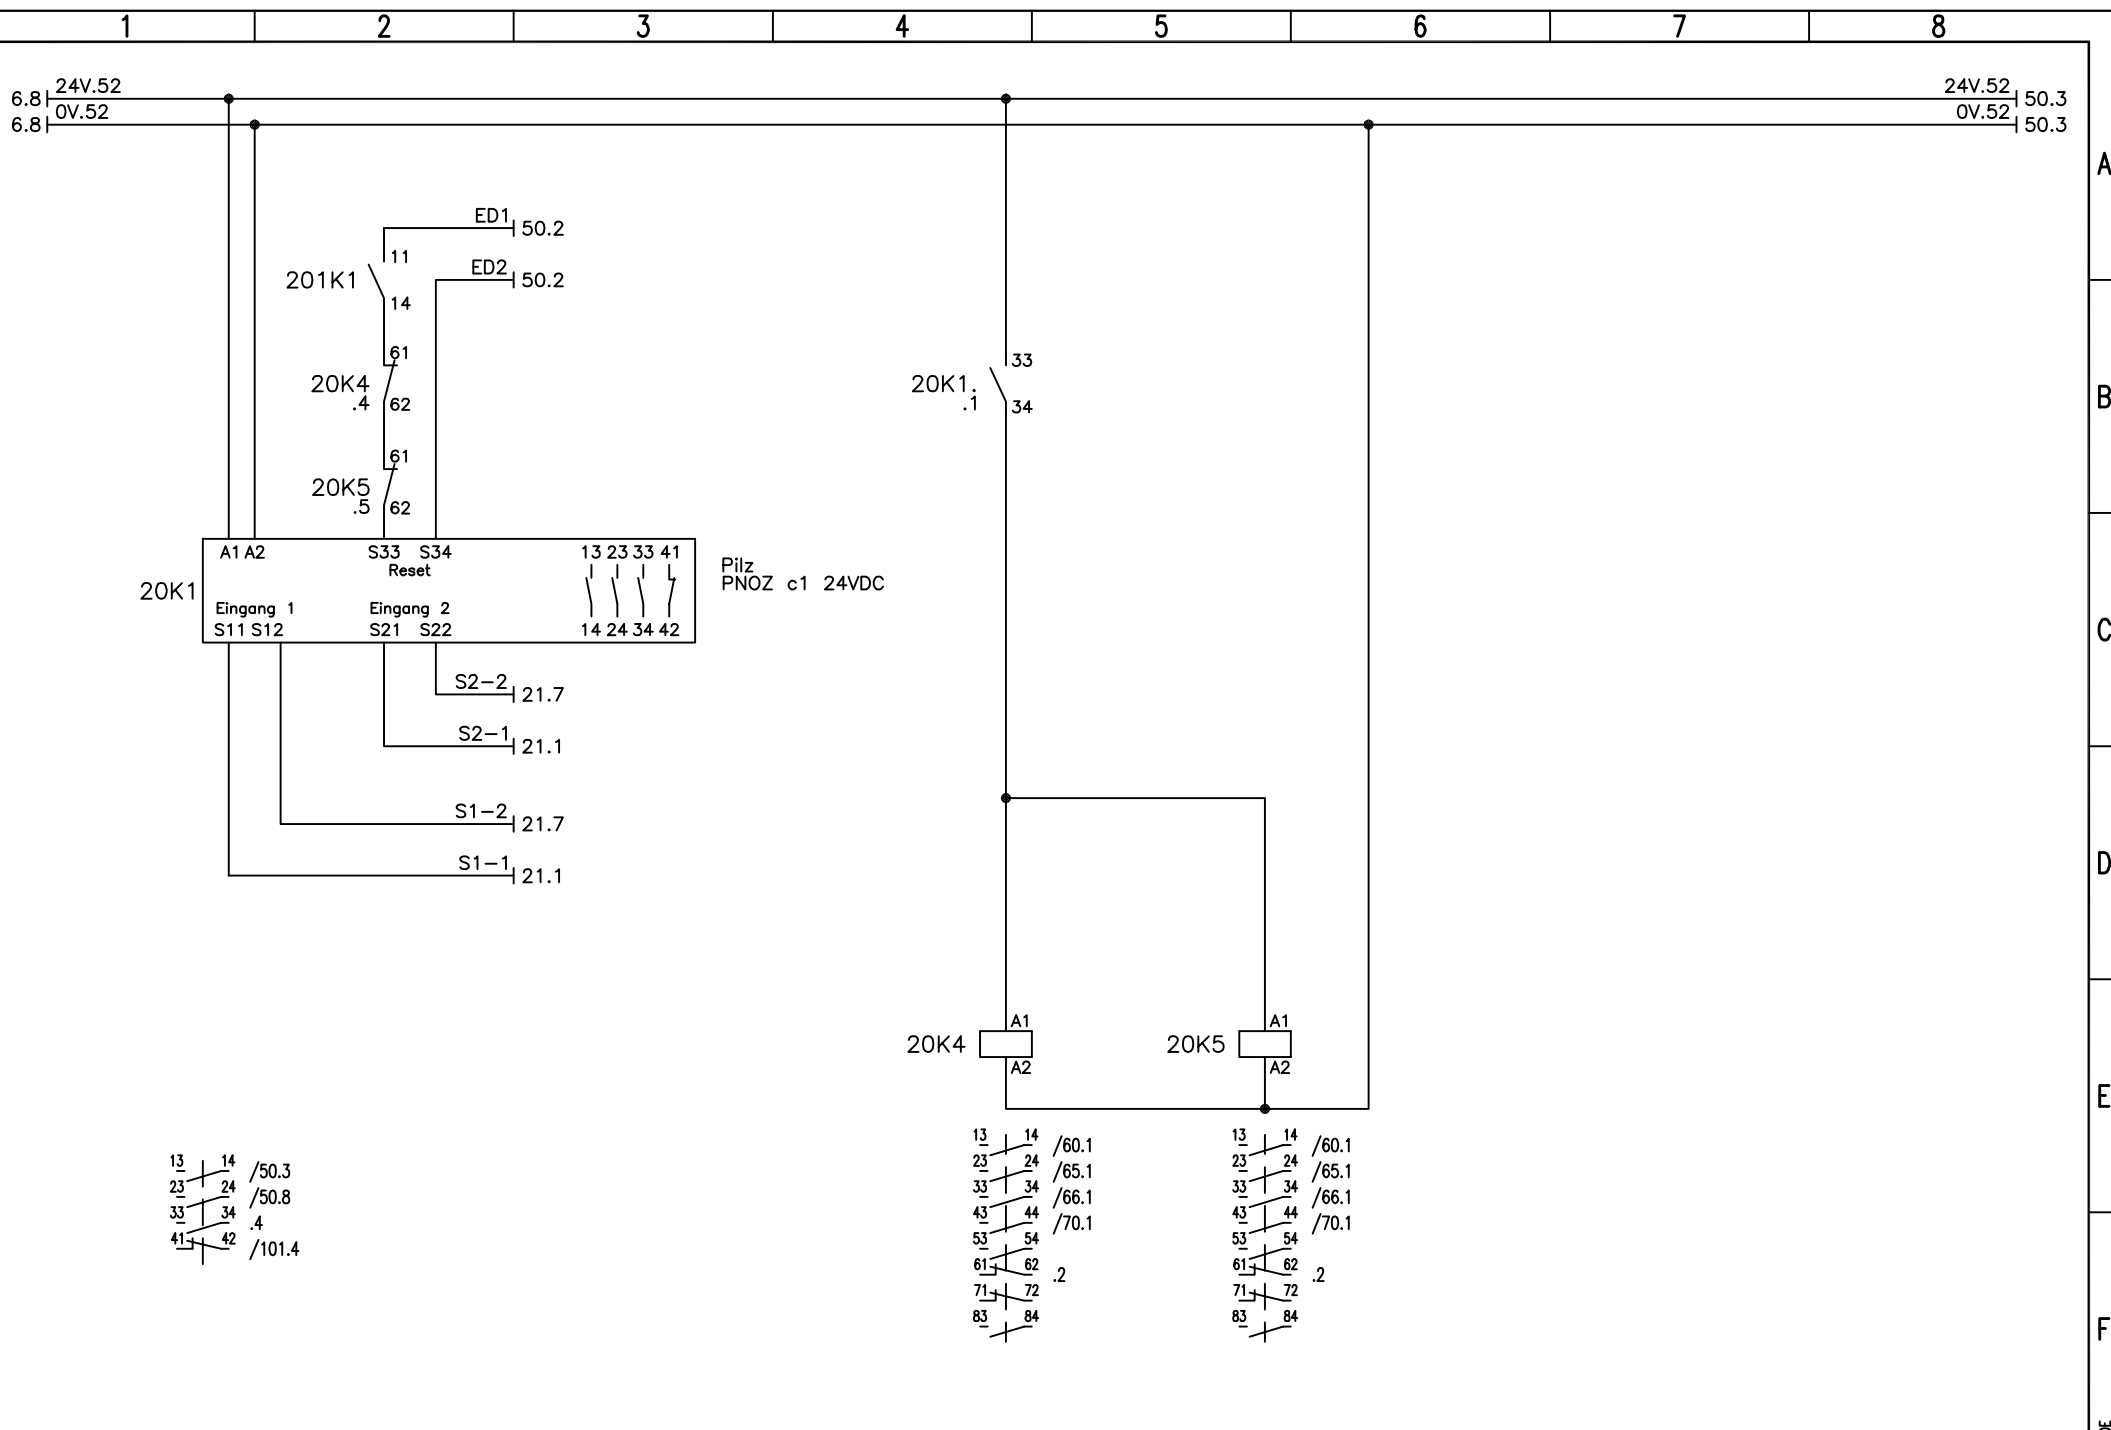 1 2 3 4 5 6 7 8
24V.52 24V.52
6.8 50.3
0V.52 0V.52
6.8 50.3
A
ED1
50.2
11
ED2
201K1 50.2
14
61 33
20K4 20K1.
.4 62 .1 34
B
61
20K5
.5 62
A1 A2 S33 S34 13 23 33 41
Reset
Pilz
PNOZ c1 24VDC
20K1
Eingang 1 Eingang 2
S11 S12 S21 S22 14 24 34 42
C
S2-2
21.7
S2-1
21.1
S1-2
21.7
S1-1
21.1
D
A1 A1
20K4 20K5
A2 A2
E
13 14 /60.1 13 14 /60.1
23 24 /65.1 23 24 /65.1
33 34 /66.1 33 34 /66.1
43 44 /70.1 43 44 /70.1
53 54 53 54
61 62 .2 61 62 .2
71 72 71 72
83 84 83 84
13 14 /50.3
23 24 /50.8
33 34 .4
41 42 /101.4
F